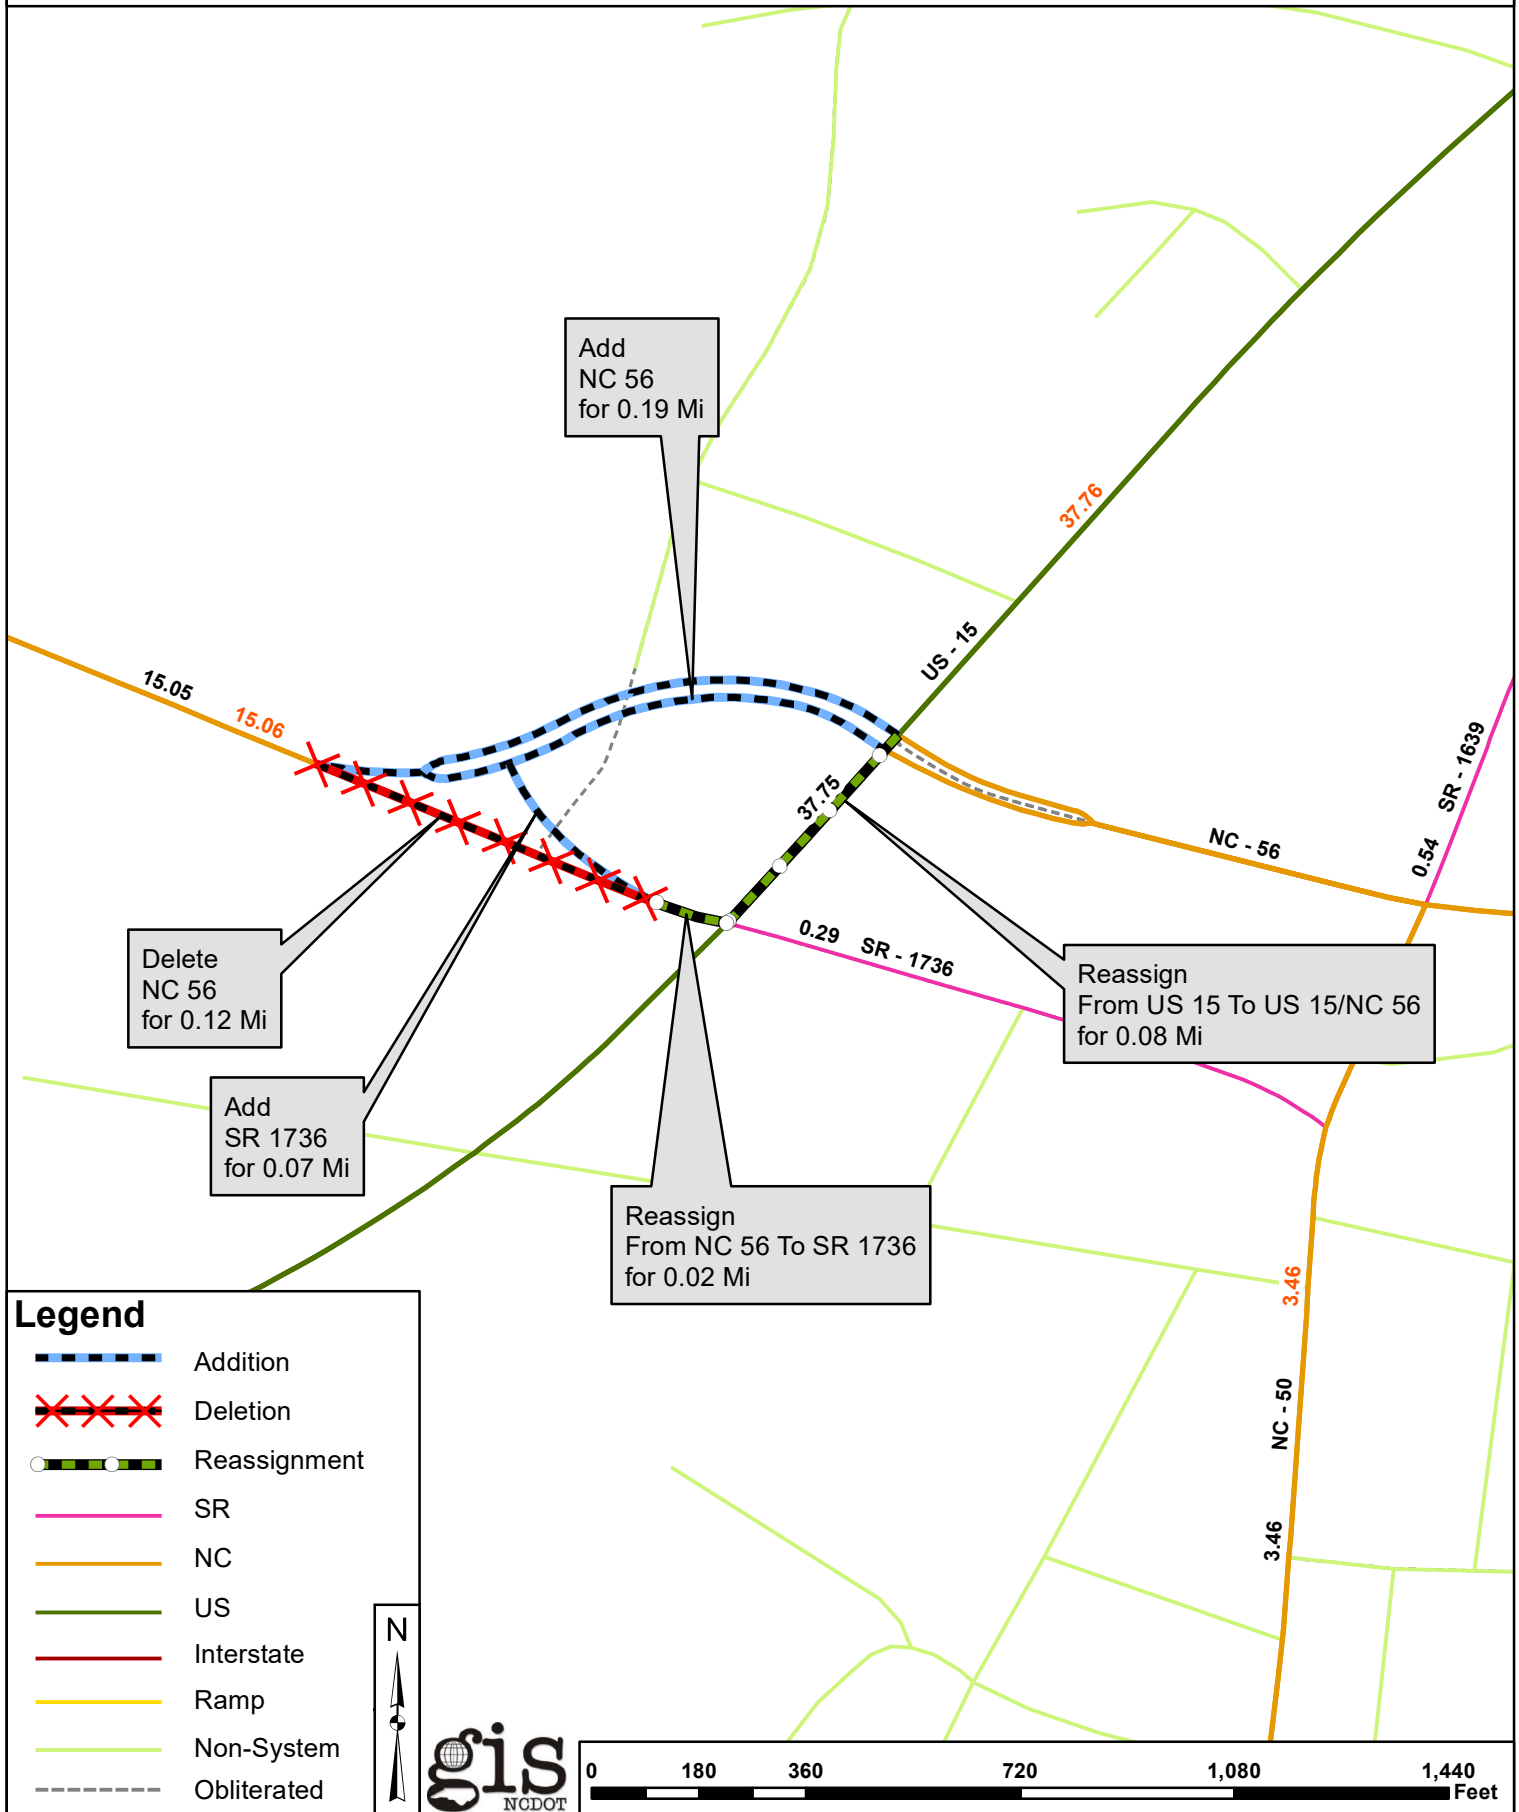 Add
NC 56
for 0.19 Mi
37.76
US - 15
15.05
15.06
37.75
NC - 56
SR - 1639
0.54
0.29 SR - 1736
Delete
NC 56
for 0.12 Mi
Reassign
From US 15 To US 15/NC 56
for 0.08 Mi
Add
SR 1736
for 0.07 Mi
Reassign
From NC 56 To SR 1736
for 0.02 Mi
3.46
NC - 50
3.46
Legend
Addition
Deletion
Reassignment
SR
NC
US
Interstate
Ramp
Non-System
Obliterated
N
gis
NCDOT
0 180 360 720 1,080 1,440
Feet